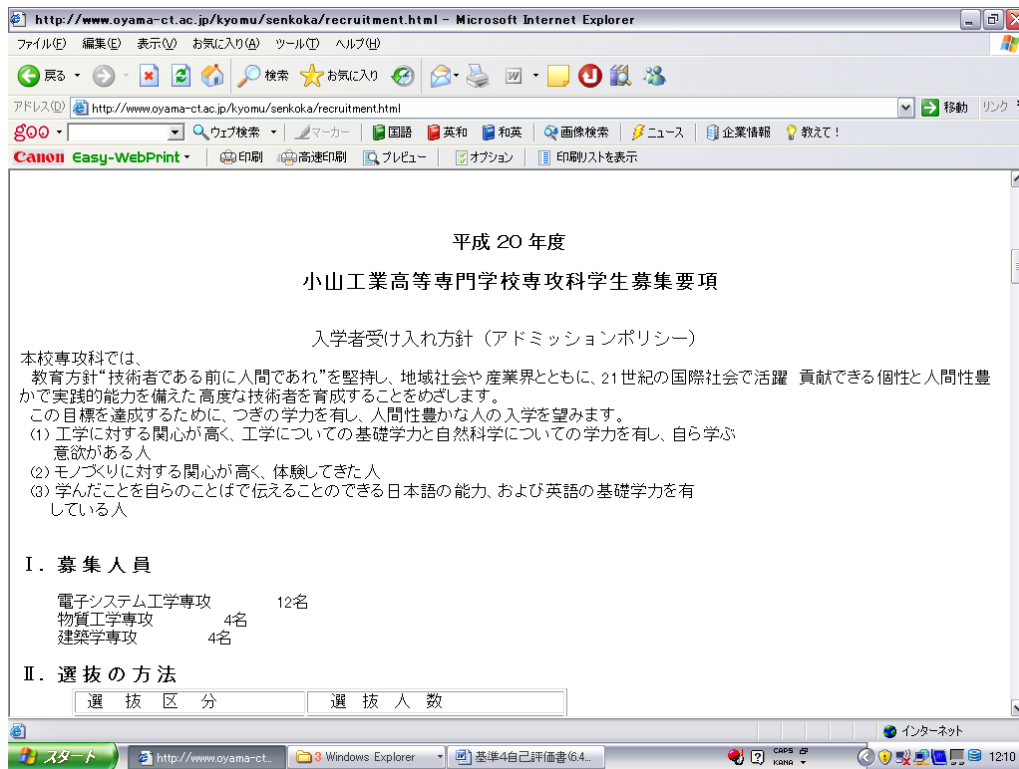 http://www.oyama-ct.ac.jp/kyomu/senkoka/recruitment.html - Microsoft Internet Explorer
ファイル(F) 編集(E) 表示(V) お気に入り(A) ツール(T) ヘルプ(H)
戻る 検索 お気に入り
アドレス(D) http://www.oyama-ct.ac.jp/kyomu/senkoka/recruitment.html 移動 リンク
goo ウェブ検索 マーカー 国語 英和 和英 画像検索 ニュース 企業情報 教えて!
Canon Easy-WebPrint 印刷 高速印刷 プレビュー オプション 印刷リストを表示
平成 20 年度
小山工業高等専門学校専攻科学生募集要項
入学者受け入れ方針（アドミッションポリシー）
本校専攻科では、
教育方針“技術者である前に人間であれ”を堅持し、地域社会や産業界とともに、21世紀の国際社会で活躍 貢献できる個性と人間性豊
かで実践的能力を備えた高度な技術者を育成することをめざします。
この目標を達成するために、つぎの学力を有し、人間性豊かな人の入学を望みます。
(1) 工学に対する関心が高く、工学についての基礎学力と自然科学についての学力を有し、自ら学ぶ
意欲がある人
(2) モノづくりに対する関心が高く、体験してきた人
(3) 学んだことを自らのことばで伝えることのできる日本語の能力、および英語の基礎学力を有
している人
Ⅰ. 募集人員
電子システム工学専攻 12名
物質工学専攻 4名
建築学専攻 4名
Ⅱ. 選抜の方法
選抜区分 選抜人数
インターネット
スタート http://www.oyama-ct... 3 Windows Explorer 基準4自己評価書(6.4... CAPS KANA 12:10